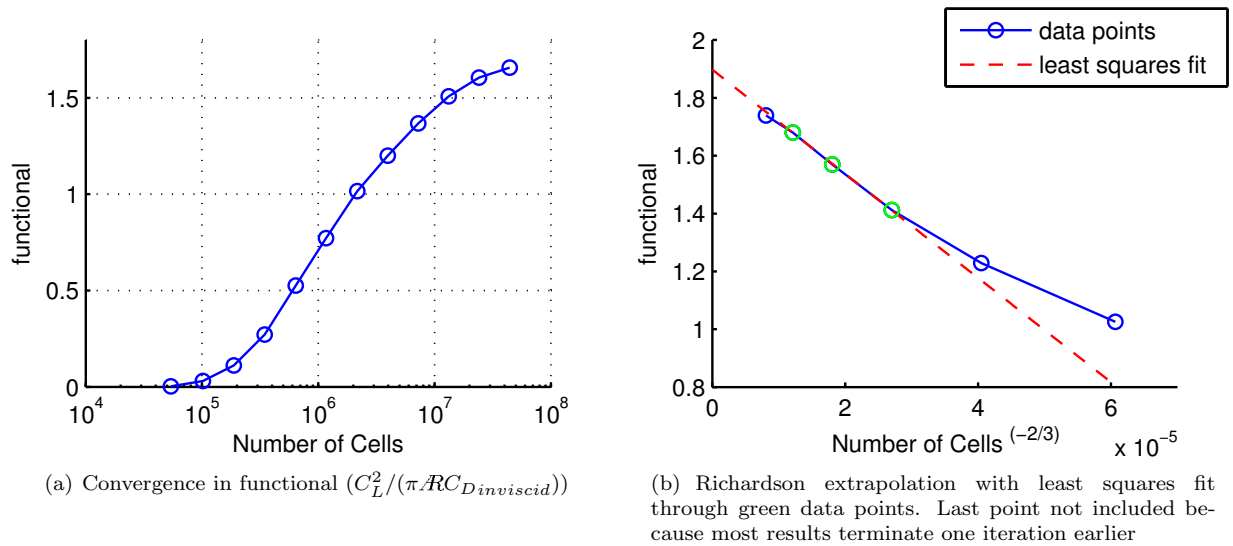 functional
1.5
1
0.5
0
10^4
10^5
10^6
10^7
10^8
Number of Cells
(a) Convergence in functional (C_L^2/(πÆRC_{Dinviscid}))
data points
least squares fit
functional
2
1.8
1.6
1.4
1.2
1
0.8
0
2
4
6
Number of Cells^(−2/3)
x 10^−5
(b) Richardson extrapolation with least squares fit
through green data points. Last point not included be-
cause most results terminate one iteration earlier